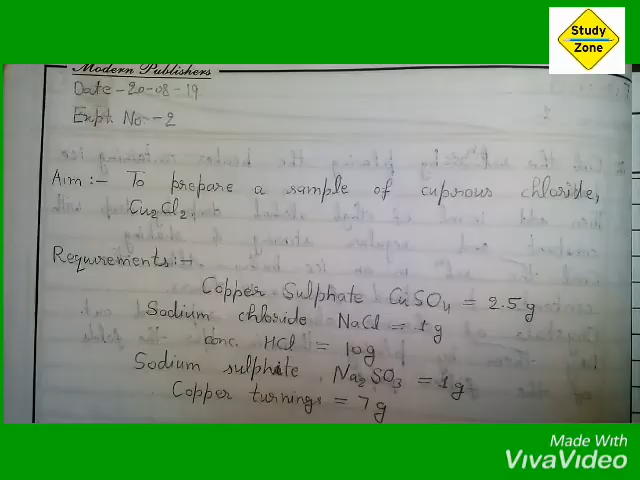 Study
Zone
Modern Publishers
Date - 20-08-19
Expt. No. - 2
Aim :- To prepare a sample of cuprous chloride,
Cu2Cl2.
Requirements :-
Copper Sulphate CuSO4 = 2.5 g
Sodium chloride NaCl = 1 g
conc. HCl = 10g
Sodium sulphite Na2SO3 = 1 g
Copper turnings = 7 g
Made With
VivaVideo